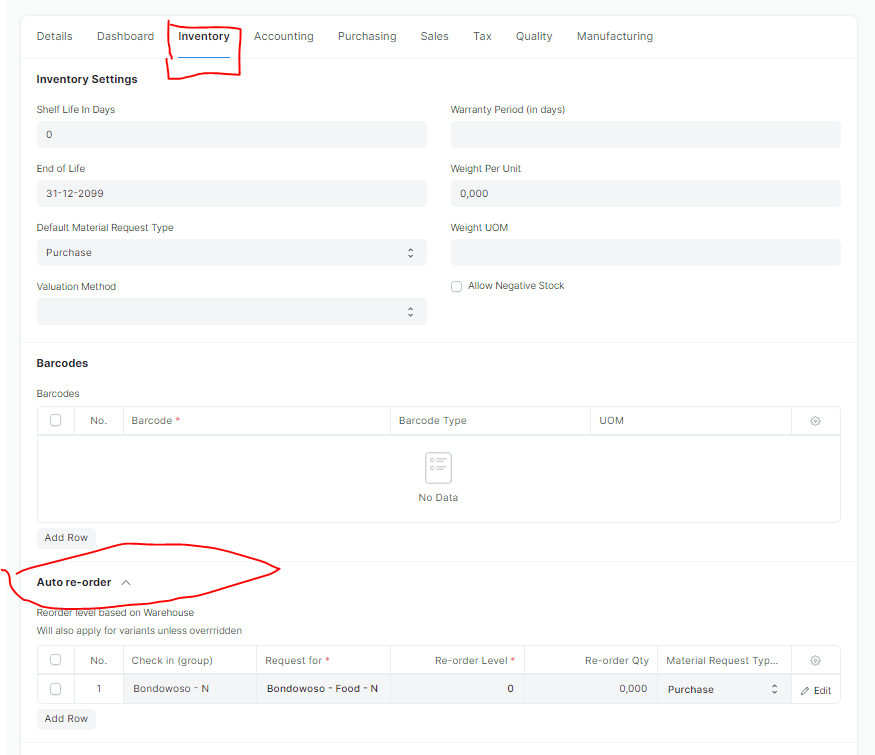 Details Dashboard Inventory Accounting Purchasing Sales Tax Quality Manufacturing
Inventory Settings
Shelf Life In Days Warranty Period (in days)
0
End of Life Weight Per Unit
31-12-2099 0,000
Default Material Request Type Weight UOM
Purchase
Valuation Method Allow Negative Stock
Barcodes
Barcodes
No. Barcode * Barcode Type UOM
No Data
Add Row
Auto re-order
Reorder level based on Warehouse
Will also apply for variants unless overrridden
No. Check in (group) Request for * Re-order Level * Re-order Qty Material Request Typ...
1 Bondowoso - N Bondowoso - Food - N 0 0,000 Purchase Edit
Add Row